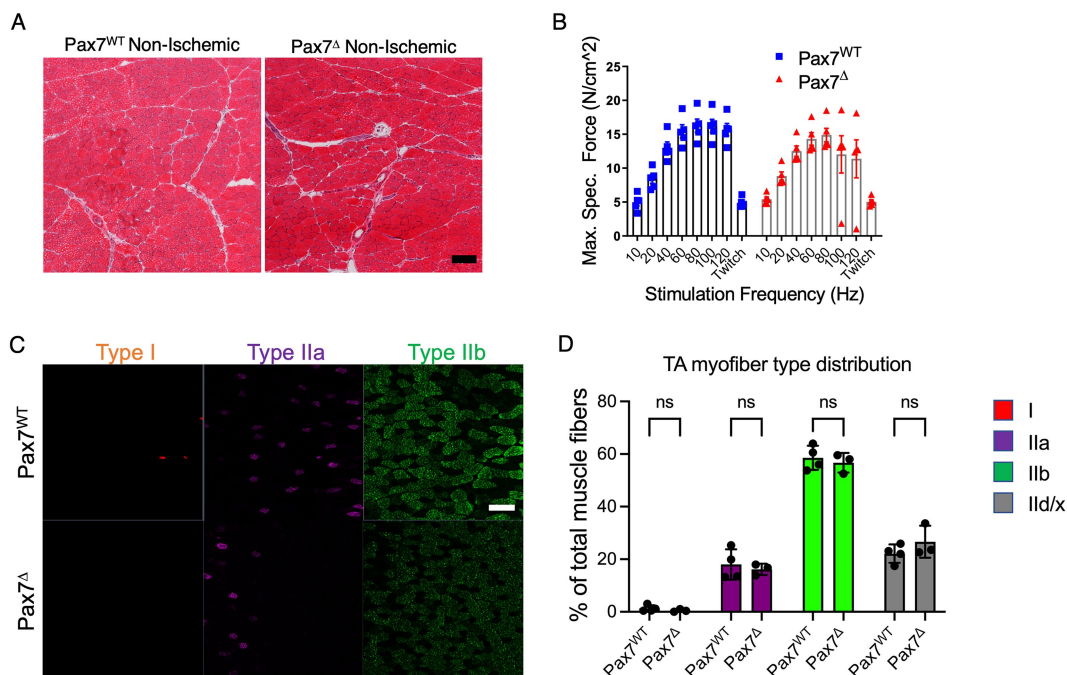 A
Pax7WT Non-Ischemic
Pax7Δ Non-Ischemic
B
Pax7WT
Pax7Δ
Max. Spec. Force (N/cm^2)
25
20
15
10
5
0
10 20 40 60 80 100 120 Twitch 10 20 40 60 80 100 120 Twitch
Stimulation Frequency (Hz)
C
Type I Type IIa Type IIb
Pax7WT
Pax7Δ
D
TA myofiber type distribution
% of total muscle fibers
80
60
40
20
0
ns ns ns ns
Pax7WT Pax7Δ Pax7WT Pax7Δ Pax7WT Pax7Δ Pax7WT Pax7Δ
I
IIa
IIb
IId/x